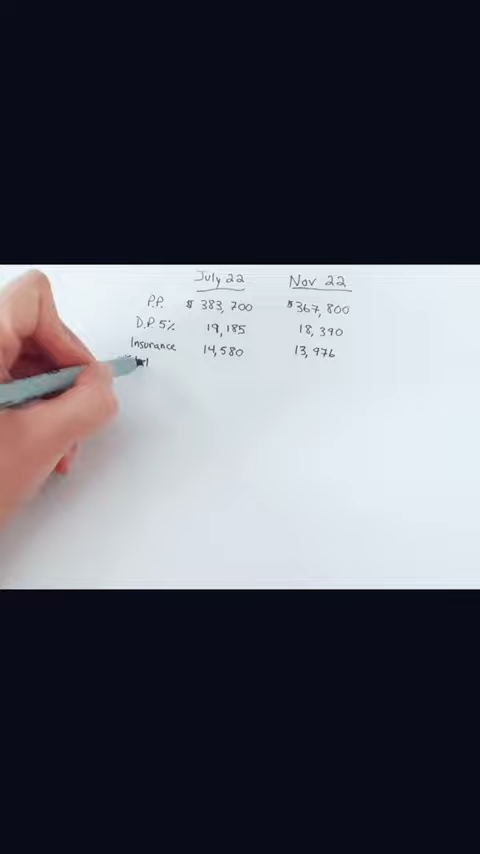 July 22 Nov 22
P.P. $ 383,700 $367,800
D.P. 5% 19,185 18,390
Insurance 14,580 13,976